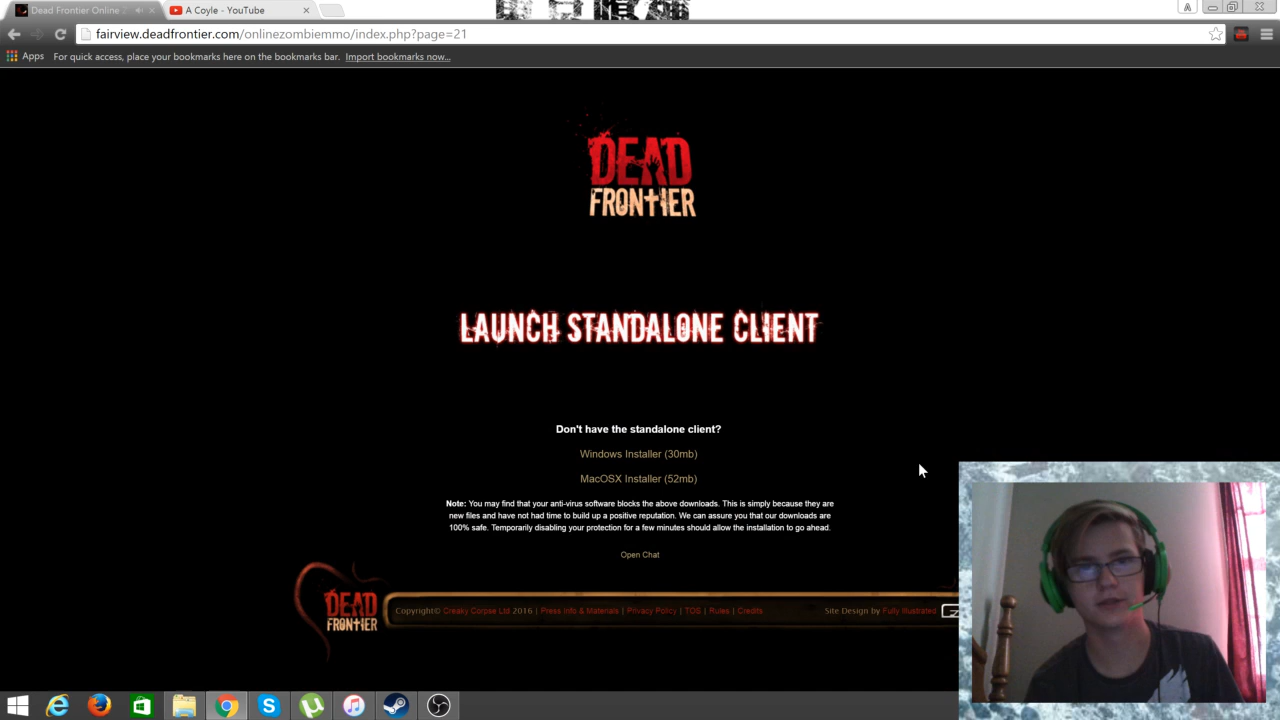 Dead Frontier Online
A Coyle - YouTube
A
fairview.deadfrontier.com/onlinezombiemmo/index.php?page=21
Apps For quick access, place your bookmarks here on the bookmarks bar. Import bookmarks now...
DEAD
FRONTIER
LAUNCH STANDALONE CLIENT
Don't have the standalone client?
Windows Installer (30mb)
MacOSX Installer (52mb)
Note: You may find that your anti-virus software blocks the above downloads. This is simply because they are
new files and have not had time to build up a positive reputation. We can assure you that our downloads are
100% safe. Temporarily disabling your protection for a few minutes should allow the installation to go ahead.
Open Chat
DEAD
FRONTIER
Copyright© Creaky Corpse Ltd 2016 | Press Info & Materials | Privacy Policy | TOS | Rules | Credits
Site Design by Fully Illustrated